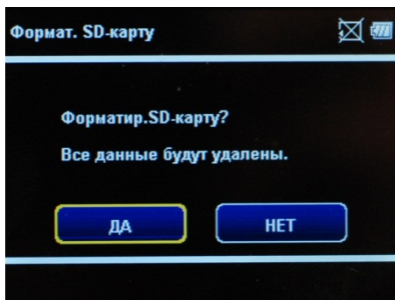 Формат. SD-карту
Форматир.SD-карту?
Все данные будут удалены.
ДА НЕТ